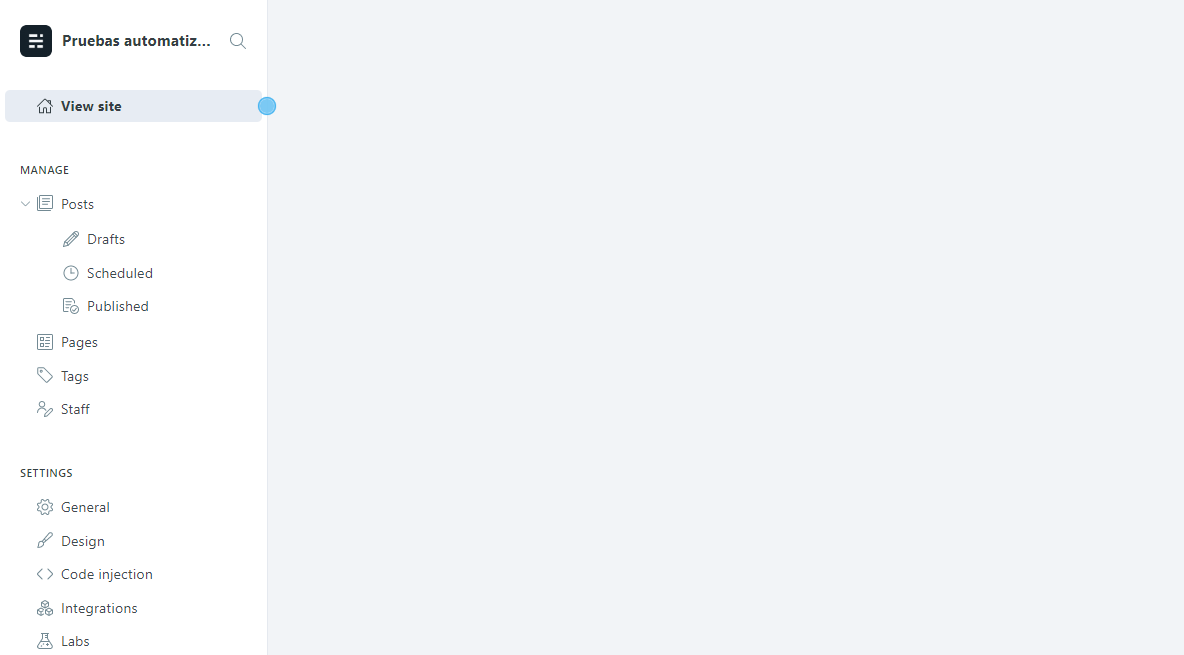 Pruebas automatiz...
View site
MANAGE
Posts
Drafts
Scheduled
Published
Pages
Tags
Staff
SETTINGS
General
Design
Code injection
Integrations
Labs